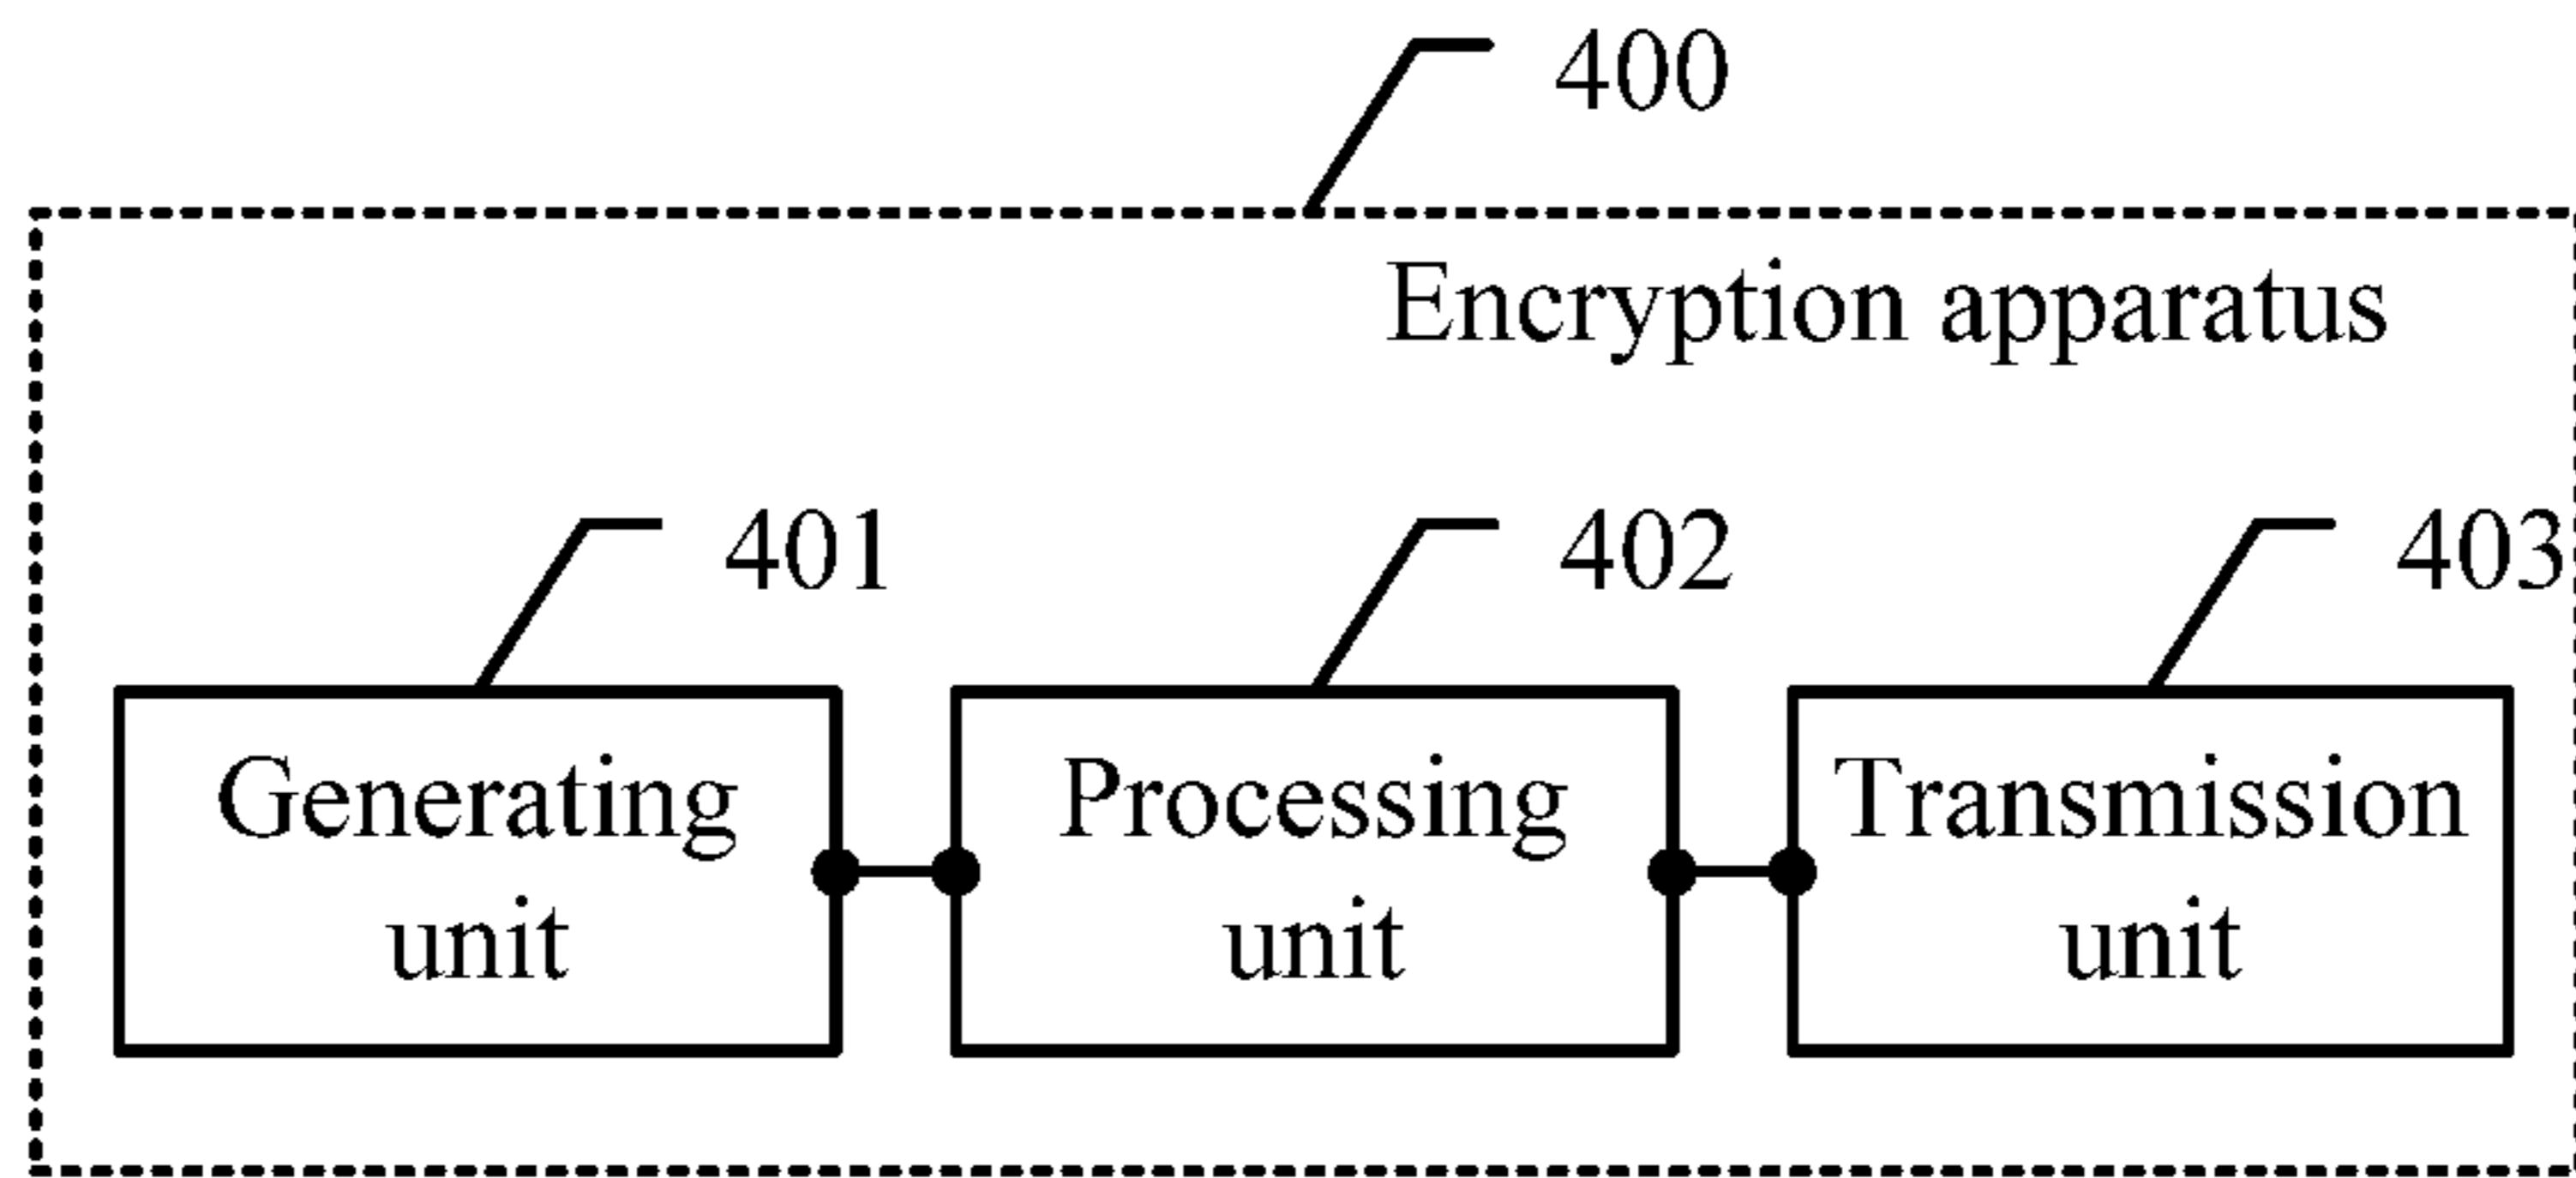 400
Encryption apparatus
401
402
403
Generating
unit
Processing
unit
Transmission
unit